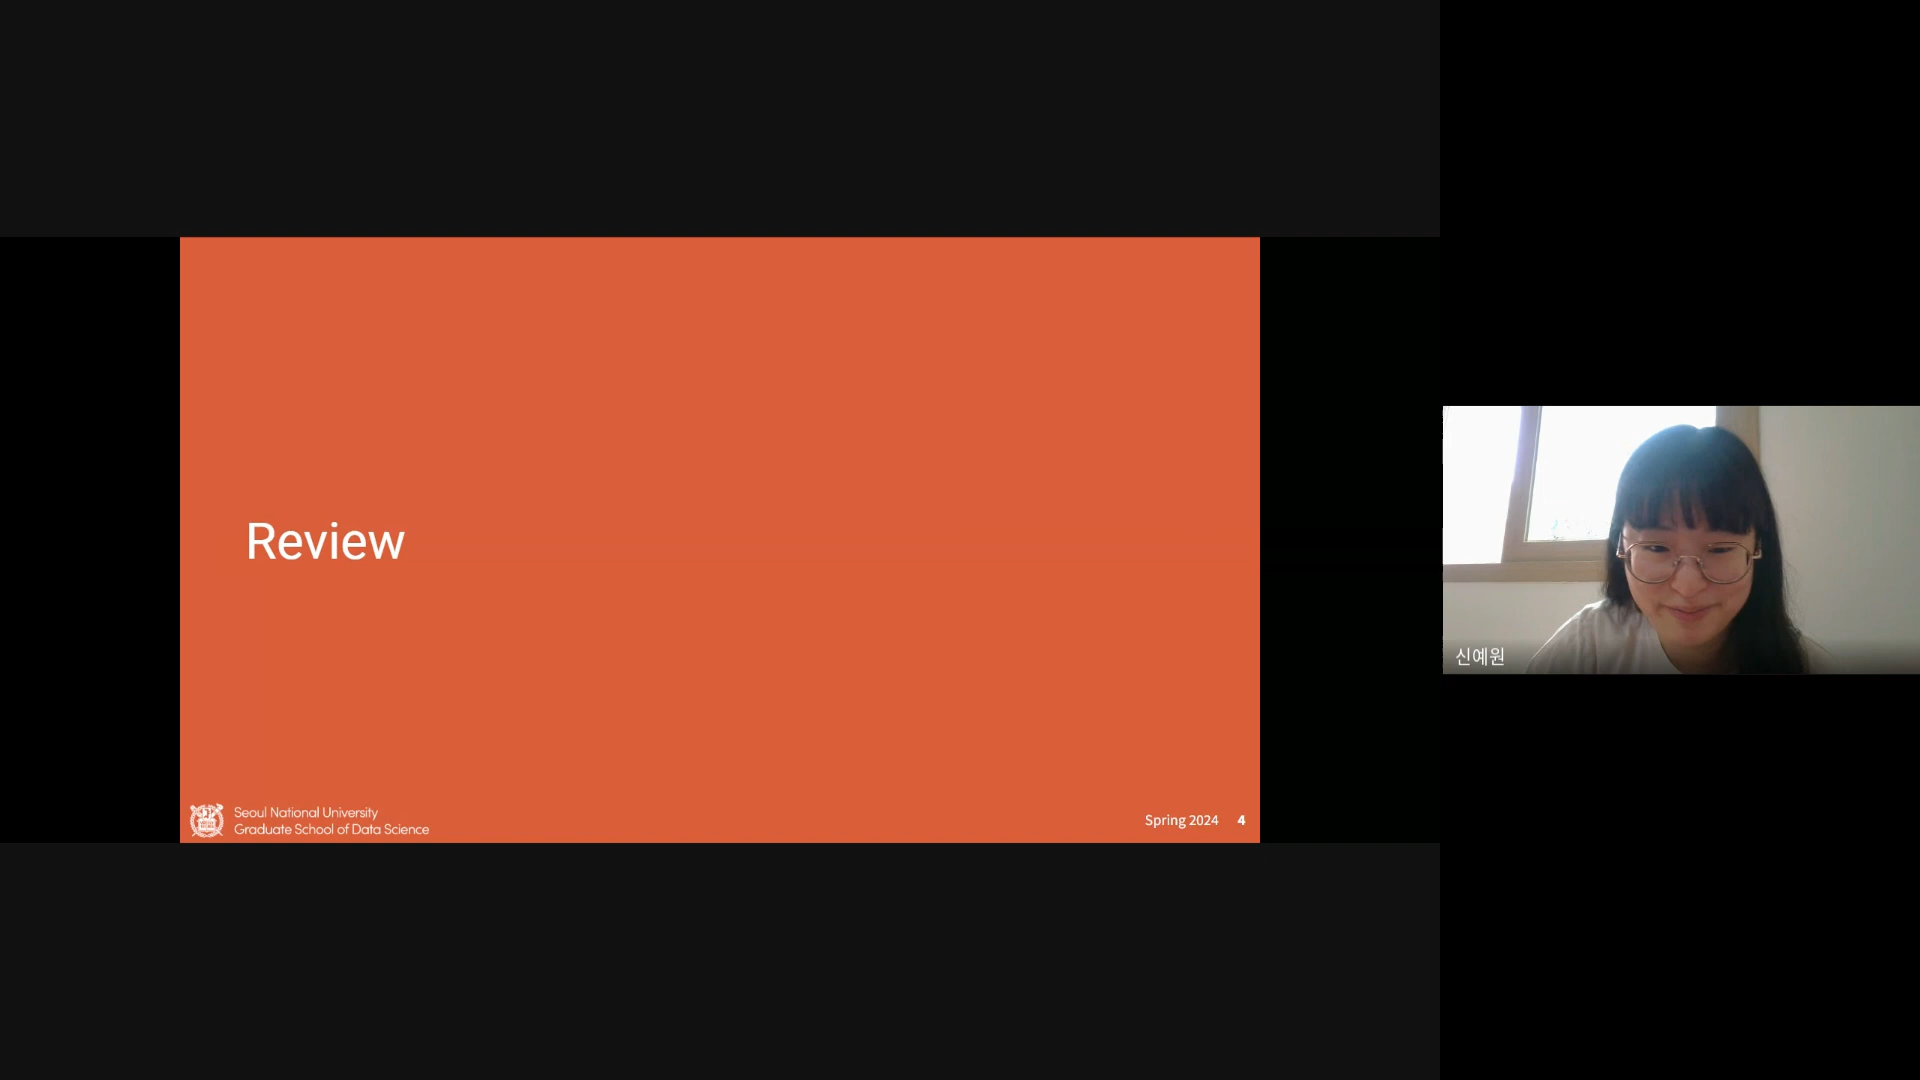 Review
Seoul National University
Graduate School of Data Science
Spring 2024 4
신예원